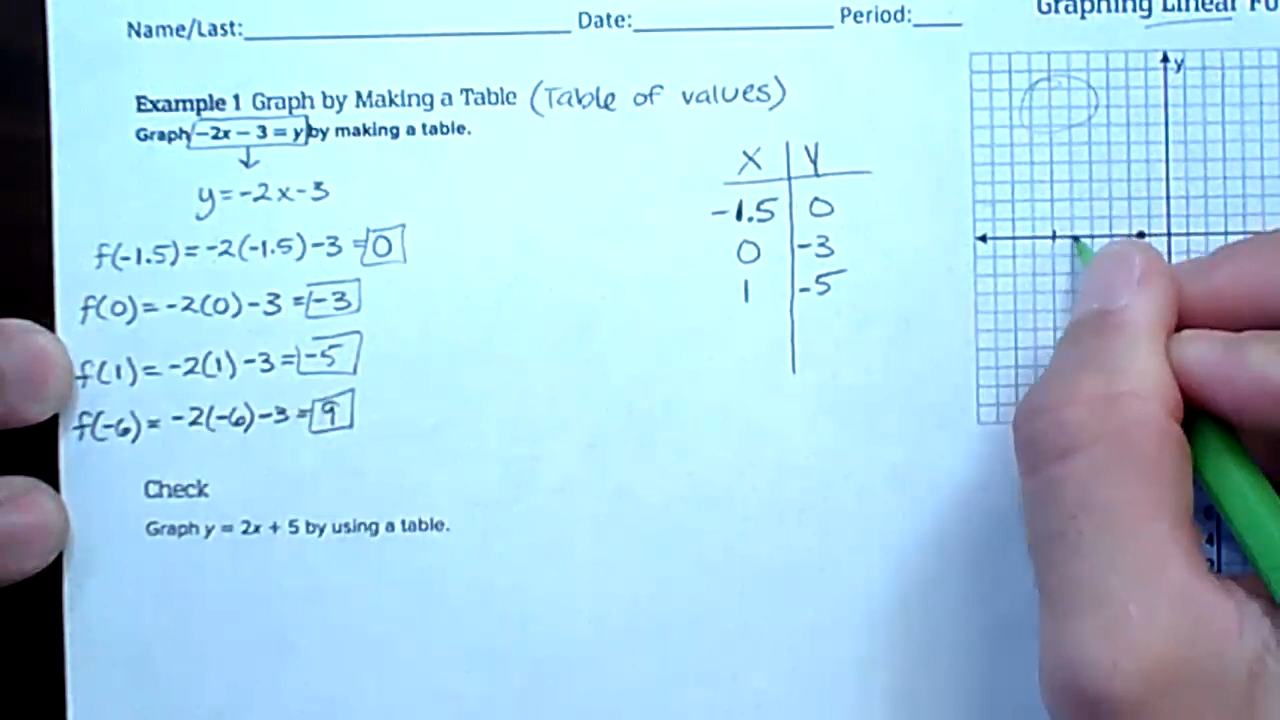 Name/Last: Date: Period:
Graphing Linear
Example 1 Graph by Making a Table (Table of values)
Graph -2x - 3 = y by making a table.
y = -2x - 3
f(-1.5) = -2(-1.5) - 3 = 0
f(0) = -2(0) - 3 = -3
f(1) = -2(1) - 3 = -5
f(-6) = -2(-6) - 3 = 9
x y
-1.5 0
0 -3
1 -5
y
Check
Graph y = 2x + 5 by using a table.